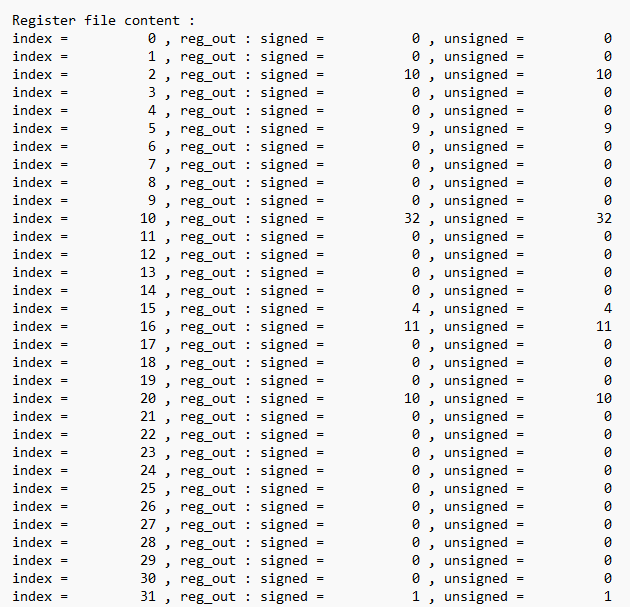 Register file content :
index =          0 , reg_out : signed =           0 , unsigned =          0
index =          1 , reg_out : signed =           0 , unsigned =          0
index =          2 , reg_out : signed =          10 , unsigned =         10
index =          3 , reg_out : signed =           0 , unsigned =          0
index =          4 , reg_out : signed =           0 , unsigned =          0
index =          5 , reg_out : signed =           9 , unsigned =          9
index =          6 , reg_out : signed =           0 , unsigned =          0
index =          7 , reg_out : signed =           0 , unsigned =          0
index =          8 , reg_out : signed =           0 , unsigned =          0
index =          9 , reg_out : signed =           0 , unsigned =          0
index =         10 , reg_out : signed =          32 , unsigned =         32
index =         11 , reg_out : signed =           0 , unsigned =          0
index =         12 , reg_out : signed =           0 , unsigned =          0
index =         13 , reg_out : signed =           0 , unsigned =          0
index =         14 , reg_out : signed =           0 , unsigned =          0
index =         15 , reg_out : signed =           4 , unsigned =          4
index =         16 , reg_out : signed =          11 , unsigned =         11
index =         17 , reg_out : signed =           0 , unsigned =          0
index =         18 , reg_out : signed =           0 , unsigned =          0
index =         19 , reg_out : signed =           0 , unsigned =          0
index =         20 , reg_out : signed =          10 , unsigned =         10
index =         21 , reg_out : signed =           0 , unsigned =          0
index =         22 , reg_out : signed =           0 , unsigned =          0
index =         23 , reg_out : signed =           0 , unsigned =          0
index =         24 , reg_out : signed =           0 , unsigned =          0
index =         25 , reg_out : signed =           0 , unsigned =          0
index =         26 , reg_out : signed =           0 , unsigned =          0
index =         27 , reg_out : signed =           0 , unsigned =          0
index =         28 , reg_out : signed =           0 , unsigned =          0
index =         29 , reg_out : signed =           0 , unsigned =          0
index =         30 , reg_out : signed =           0 , unsigned =          0
index =         31 , reg_out : signed =           1 , unsigned =          1